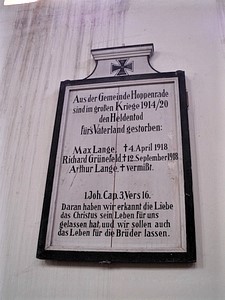 Aus der Gemeinde Hoppenrade
sind im großen Kriege 1914/20
den Heldentod
fürs Vaterland gestorben:
Max Lange, ✝ 4. April 1918
Richard Grünefeld, ✝ 12. September 1918
Arthur Lange, ✝ vermißt.
1. Joh. Cap. 3, Vers 16.
Daran haben wir erkannt die Liebe
das Christus sein Leben für uns
gelassen hat, und wir sollen auch
das Leben für die Brüder lassen.